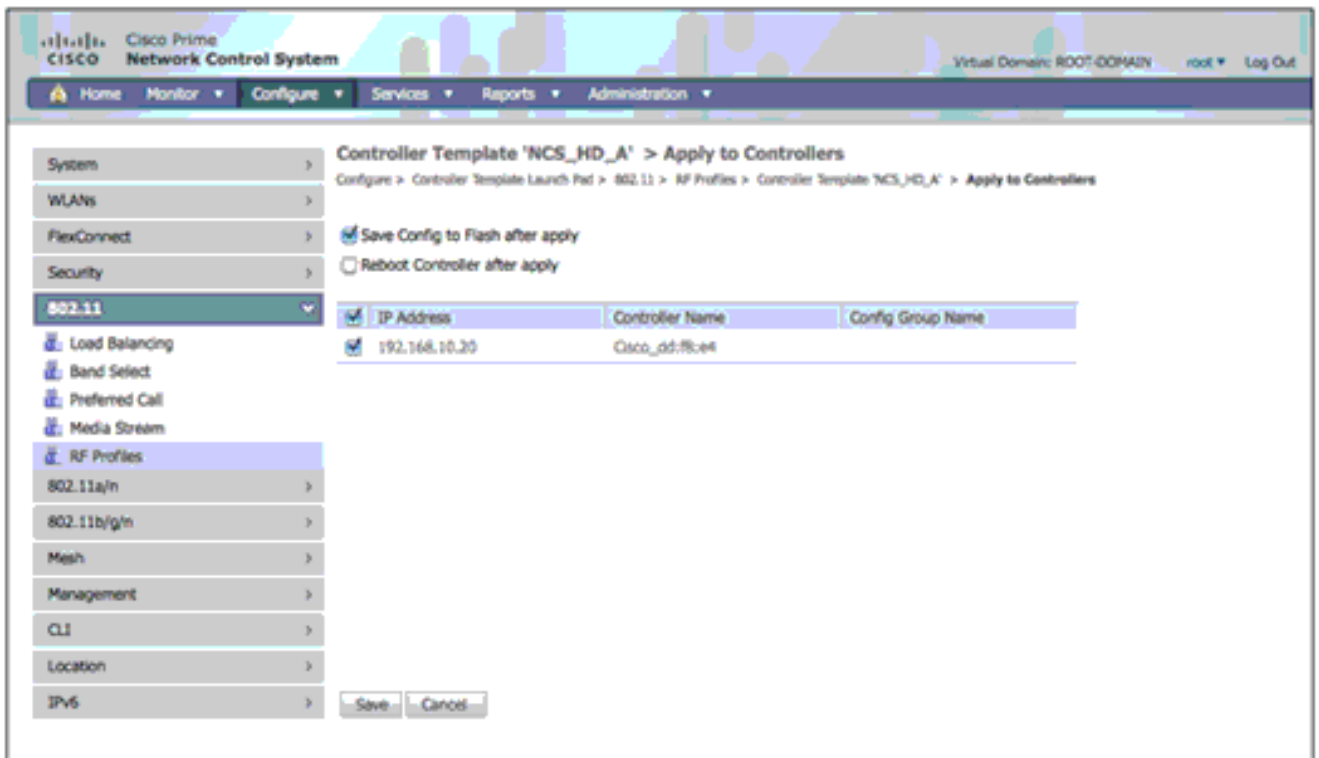 Cisco Prime
CISCO Network Control System
Virtual Domain: ROOT-DOMAIN root Log Out
Home Monitor Configure Services Reports Administration
System
WLANs
FlexConnect
Security
802.11
Load Balancing
Band Select
Preferred Call
Media Stream
RF Profiles
802.11a/n
802.11b/g/n
Mesh
Management
CLI
Location
IPv6
Controller Template 'NCS_HD_A' > Apply to Controllers
Configure > Controller Template Launch Pad > 802.11 > RF Profiles > Controller Template 'NCS_HD_A' > Apply to Controllers
Save Config to Flash after apply
Reboot Controller after apply
IP Address Controller Name Config Group Name
192.168.10.20 Cisco_dd:f8:e4
Save Cancel